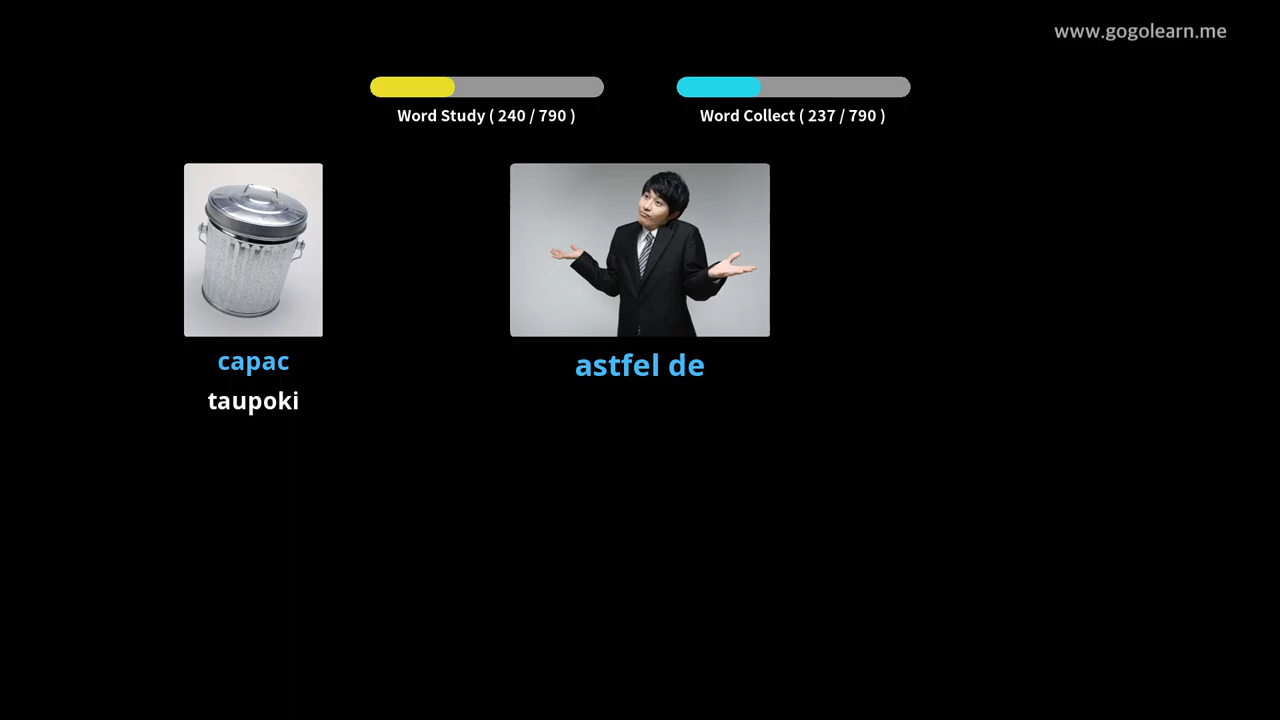 www.gogolearn.me
Word Study ( 240 / 790 )
Word Collect ( 237 / 790 )
capac
taupoki
astfel de